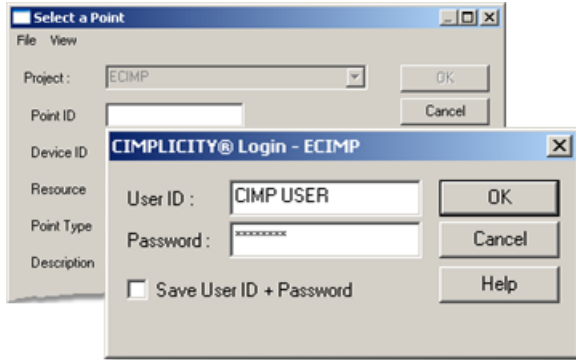 Select a Point
File View
Project : ECIMP OK
Point ID Cancel
Device ID
Resource
Point Type
Description
CIMPLICITY® Login - ECIMP
User ID : CIMP USER OK
Password : ×××××××× Cancel
Save User ID + Password Help